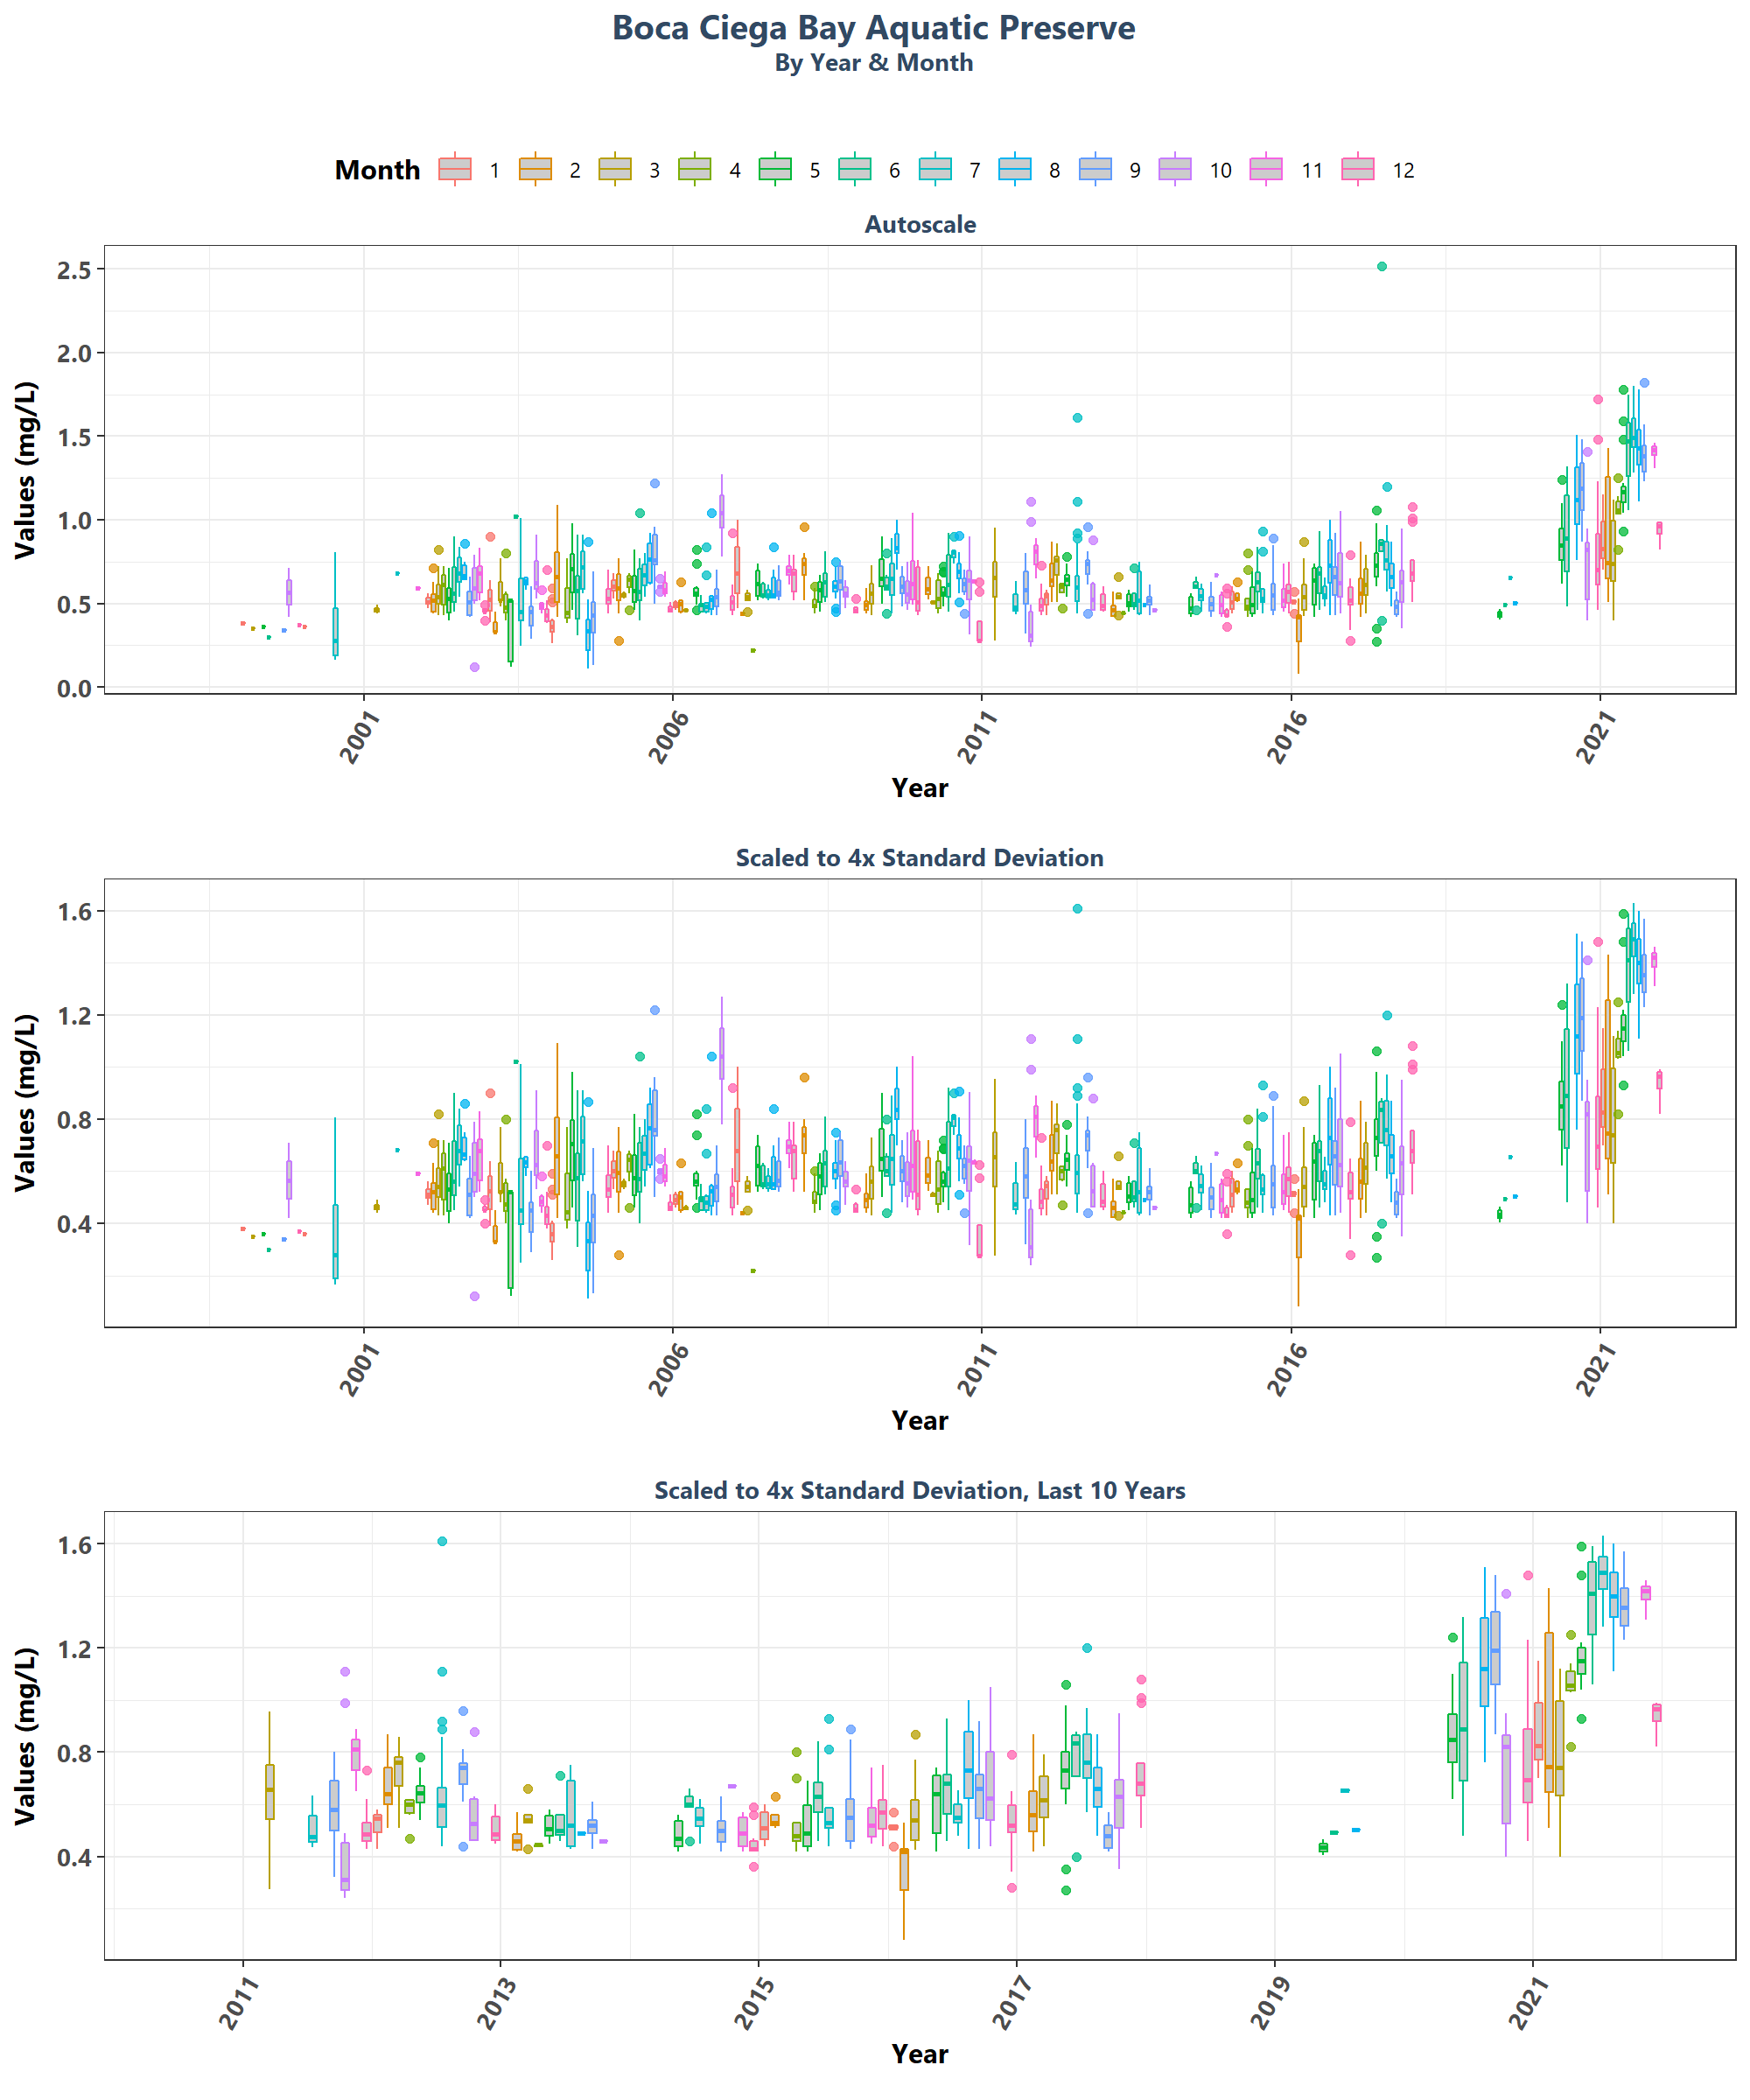 Boca Ciega Bay Aquatic Preserve
By Year & Month
Month 1 2 3 4 5 6 7 8 9 10 11 12
Autoscale
Values (mg/L)
2.5
2.0
1.5
1.0
0.5
0.0
2001 2006 2011 2016 2021
Year
Scaled to 4x Standard Deviation
Values (mg/L)
1.6
1.2
0.8
0.4
2001 2006 2011 2016 2021
Year
Scaled to 4x Standard Deviation, Last 10 Years
Values (mg/L)
1.6
1.2
0.8
0.4
2011 2013 2015 2017 2019 2021
Year